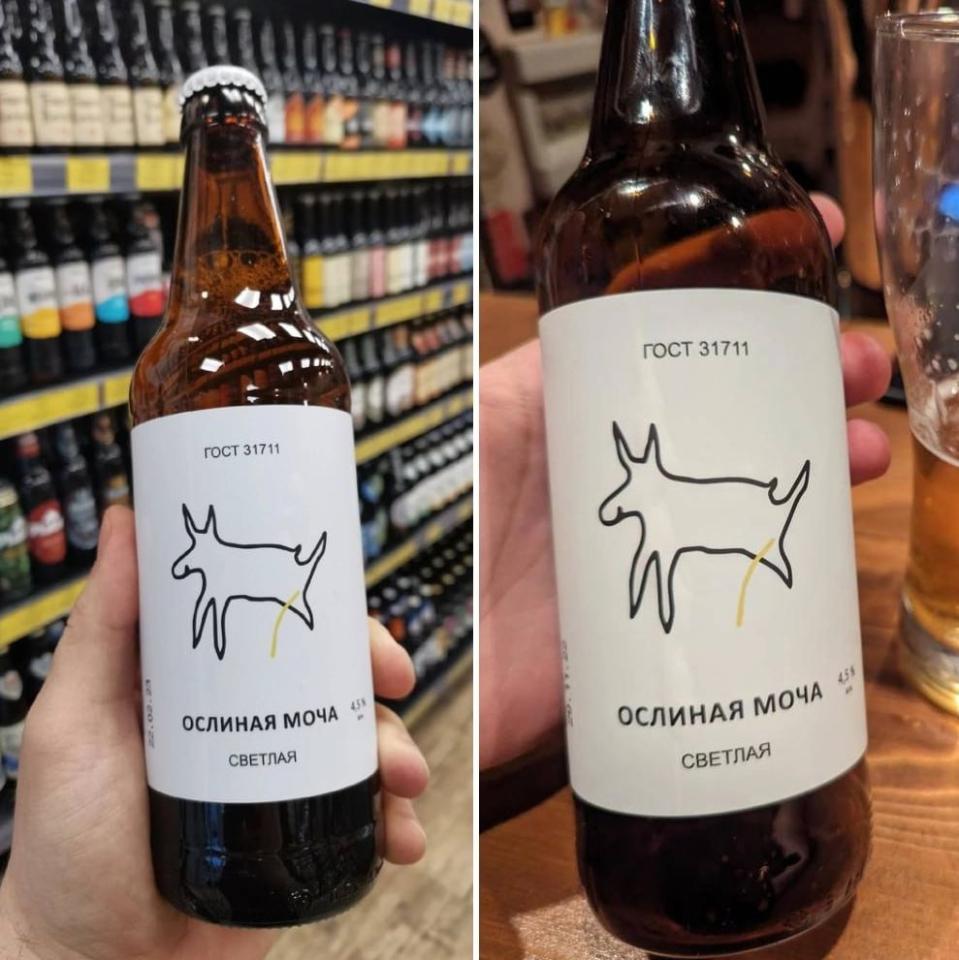 ГОСТ 31711
ОСЛИНАЯ МОЧА
4,5 %
СВЕТЛАЯ
ГОСТ 31711
ОСЛИНАЯ МОЧА
4,5 %
СВЕТЛАЯ